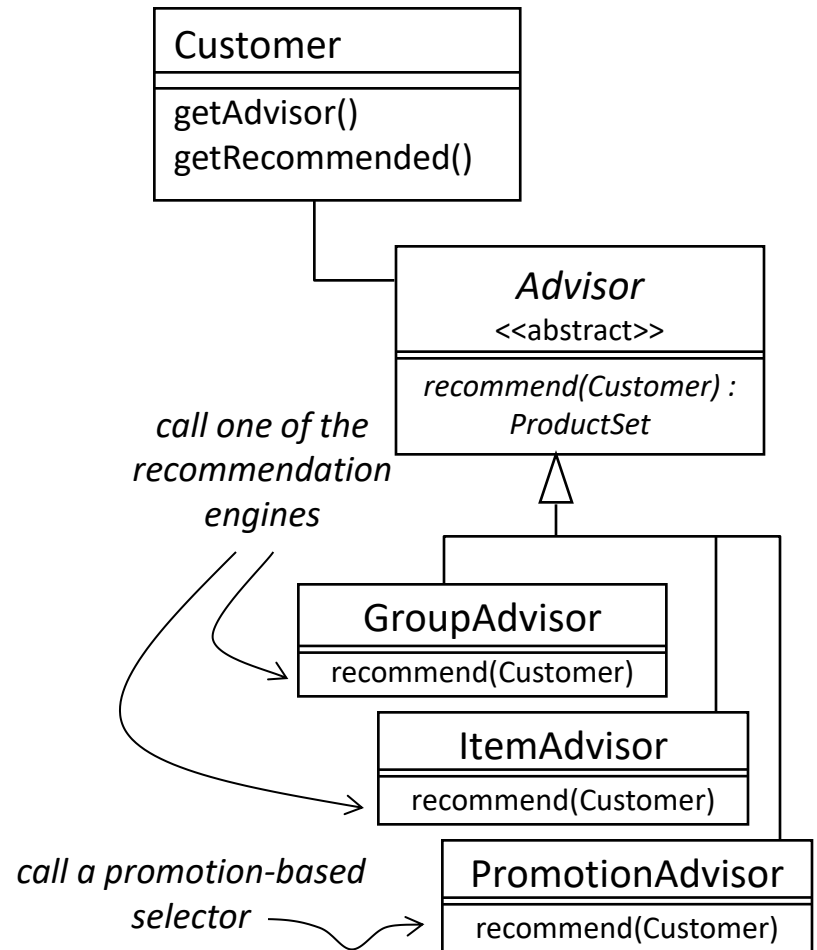 Customer
getAdvisor()
getRecommended()
Advisor
<<abstract>>
recommend(Customer) :
ProductSet
call one of the
recommendation
engines
GroupAdvisor
recommend(Customer)
ItemAdvisor
recommend(Customer)
call a promotion-based
selector
PromotionAdvisor
recommend(Customer)